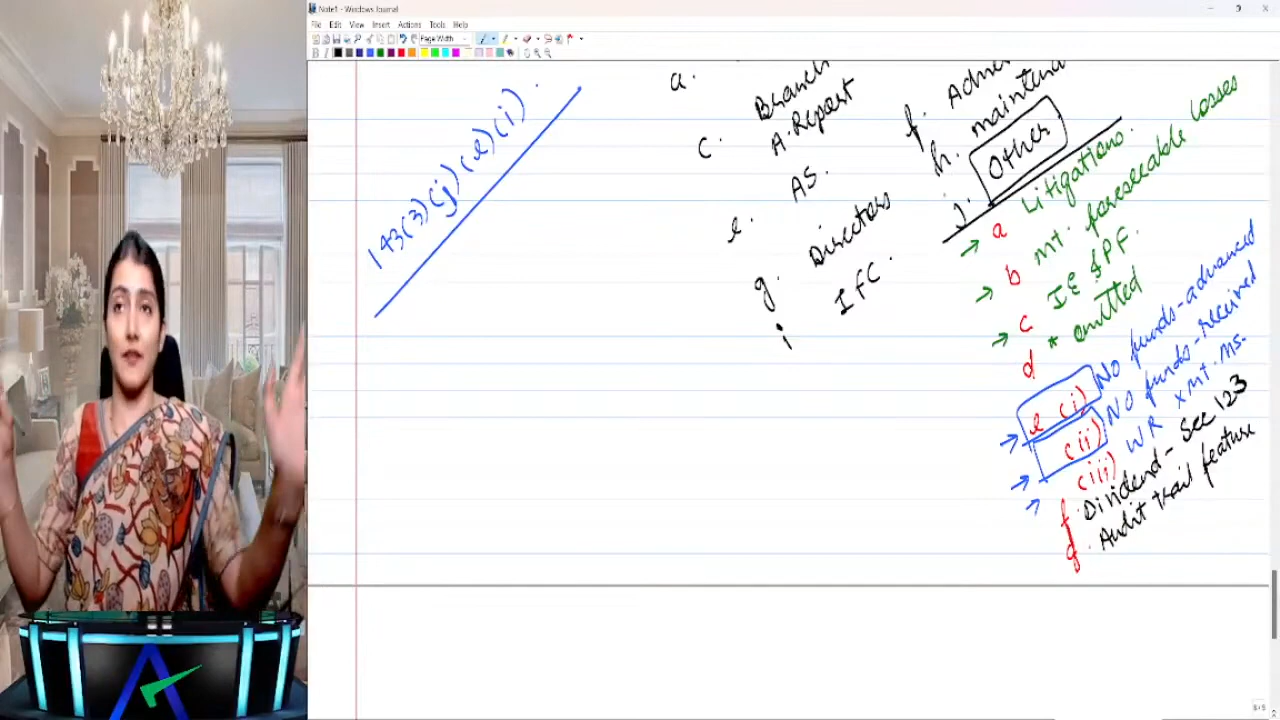 Note1 - Windows Journal
File Edit View Insert Actions Tools Help
Page Width
143(3)(j)(e)(i).
a.
c. Branch
A. Report
e. AS.
g. Directors
i IFC.
f.
h. maintena
j. Other
→ a Litigations.
→ b mt. foreseeable losses
→ c IE & PF.
d * omitted
→ e (i) NO funds - advanced
→ (ii) NO funds - received
→ (iii) WR x mt. ms.
f. Dividend - Sec 123
g. Audit trail feature